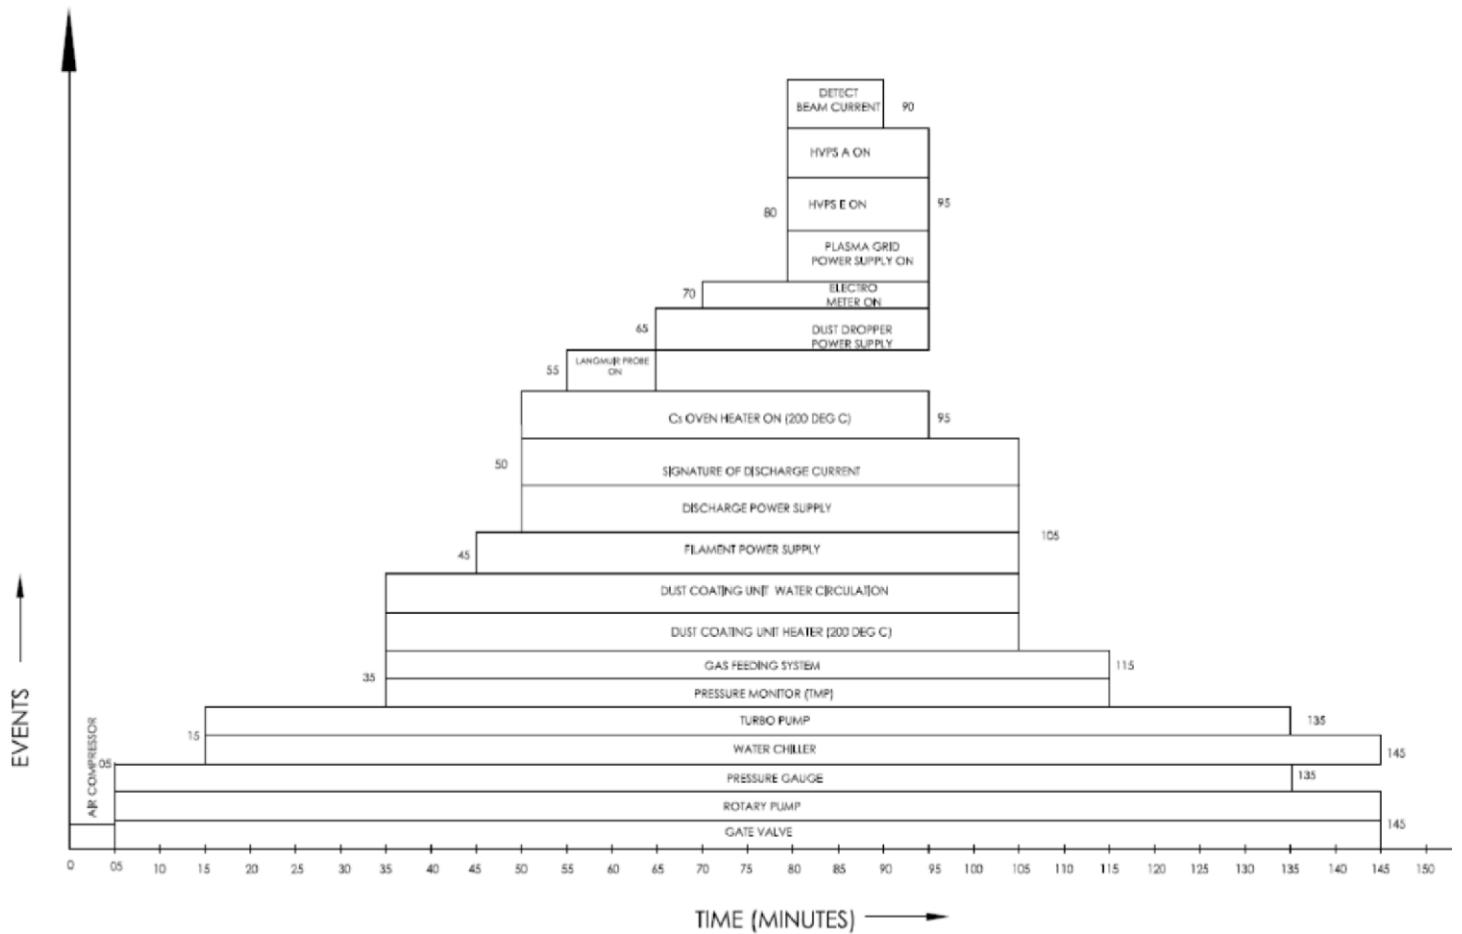 DETECT
BEAM CURRENT
90
HVPS A ON
80
HVPS E ON
95
PLASMA GRID
POWER SUPPLY ON
70
ELECTRO
METER ON
65
DUST DROPPER
POWER SUPPLY
55
LANGMUIR PROBE
ON
Cs OVEN HEATER ON (200 DEG C)
95
50
SIGNATURE OF DISCHARGE CURRENT
DISCHARGE POWER SUPPLY
105
45
FILAMENT POWER SUPPLY
DUST COATING UNIT WATER CIRCULATION
DUST COATING UNIT HEATER (200 DEG C)
35
GAS FEEDING SYSTEM
115
PRESSURE MONITOR (TMP)
15
TURBO PUMP
135
WATER CHILLER
145
05
PRESSURE GAUGE
135
ROTARY PUMP
GATE VALVE
145
AIR COMPRESSOR
EVENTS
0 05 10 15 20 25 30 35 40 45 50 55 60 65 70 75 80 85 90 95 100 105 110 115 120 125 130 135 140 145 150
TIME (MINUTES)